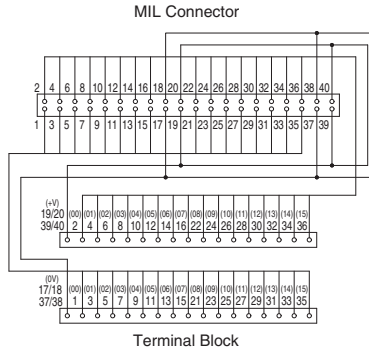 MIL Connector
2 4 6 8 10 12 14 16 18 20 22 24 26 28 30 32 34 36 38 40
1 3 5 7 9 11 13 15 17 19 21 23 25 27 29 31 33 35 37 39
(+V)
19/20 (00) (01) (02) (03) (04) (05) (06) (07) (08) (09) (10) (11) (12) (13) (14) (15)
39/40 2 4 6 8 10 12 14 16 22 24 26 28 30 32 34 36
(0V)
17/18 (00) (01) (02) (03) (04) (05) (06) (07) (08) (09) (10) (11) (12) (13) (14) (15)
37/38 1 3 5 7 9 11 13 15 21 23 25 27 29 31 33 35
Terminal Block